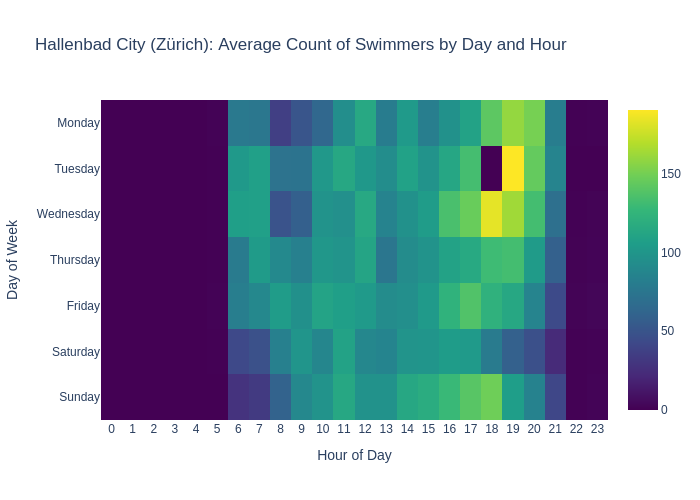 Hallenbad City (Zürich): Average Count of Swimmers by Day and Hour
Day of Week
Monday
Tuesday
Wednesday
Thursday
Friday
Saturday
Sunday
0 1 2 3 4 5 6 7 8 9 10 11 12 13 14 15 16 17 18 19 20 21 22 23
Hour of Day
150
100
50
0